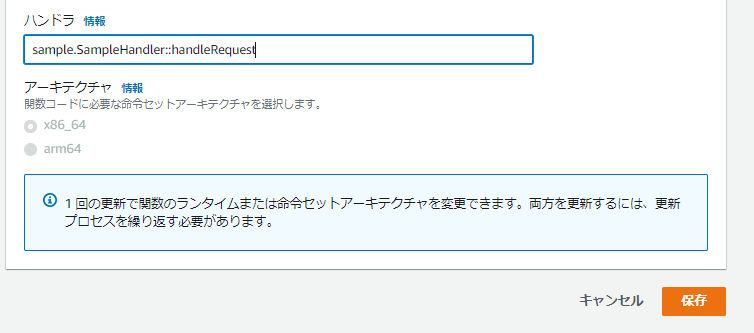 ハンドラ 情報
sample.SampleHandler::handleRequest
アーキテクチャ 情報
関数コードに必要な命令セットアーキテクチャを選択します。
x86_64
arm64
1 回の更新で関数のランタイムまたは命令セットアーキテクチャを変更できます。両方を更新するには、更新
プロセスを繰り返す必要があります。
キャンセル 保存